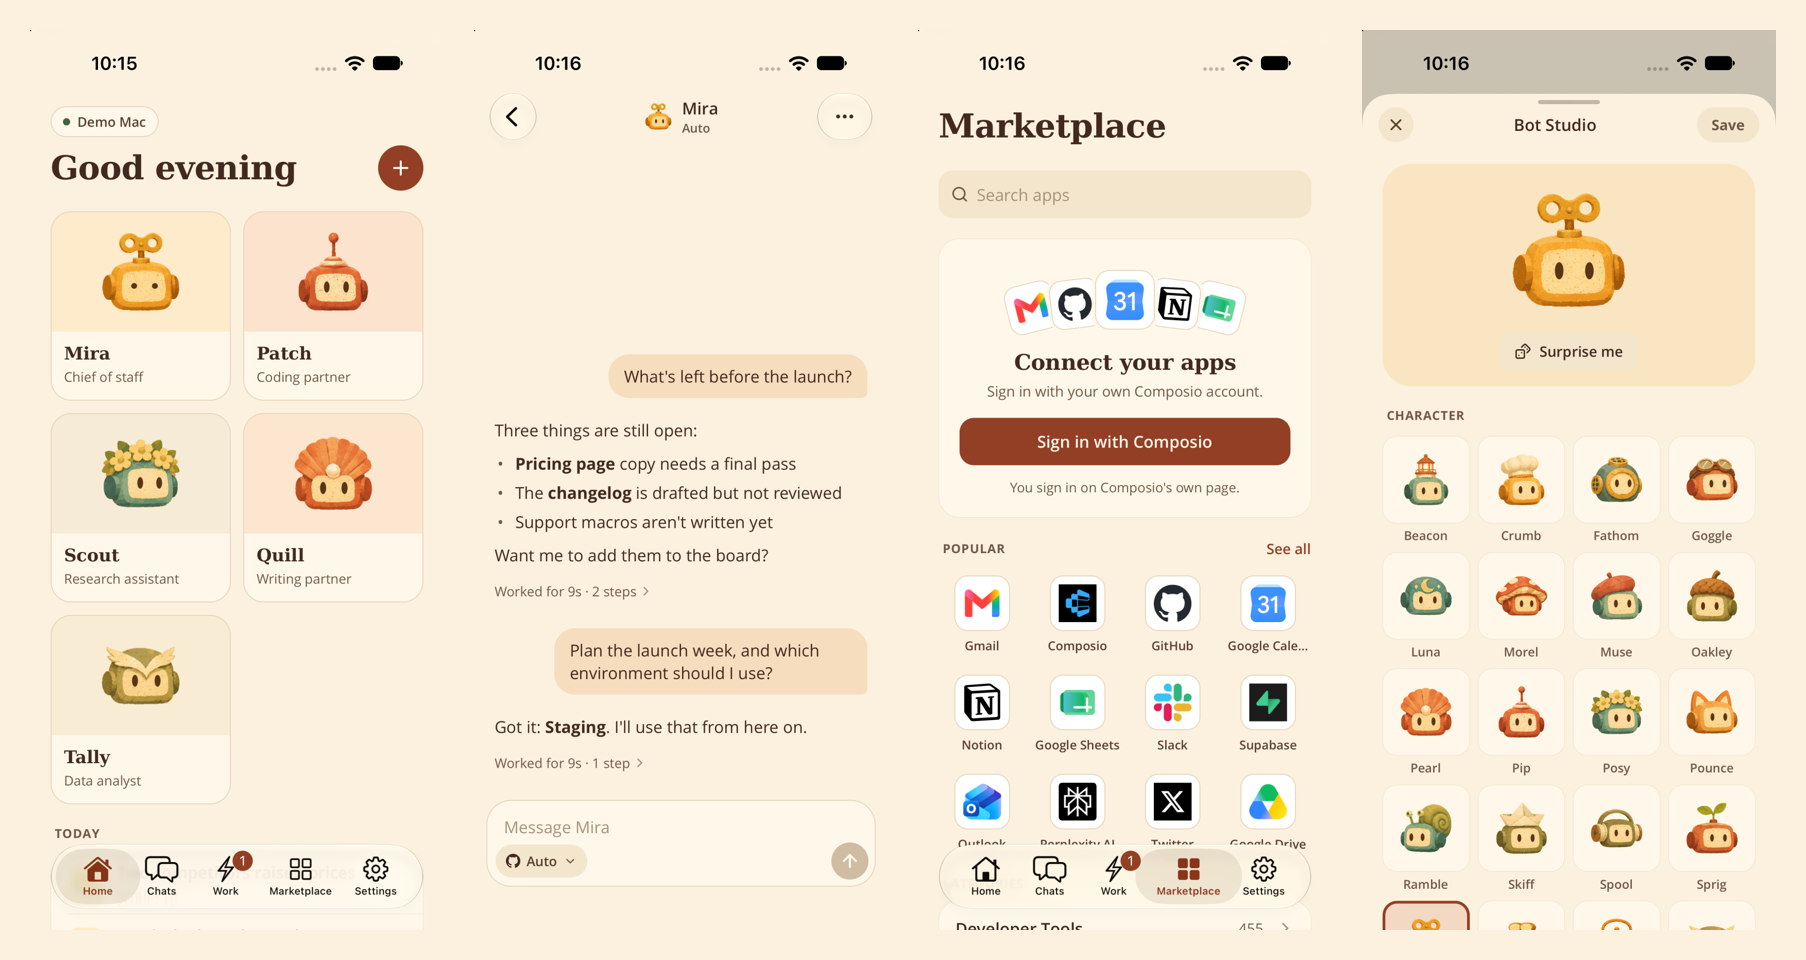 10:15
Demo Mac
Good evening
Mira
Chief of staff
Patch
Coding partner
Scout
Research assistant
Quill
Writing partner
Tally
Data analyst
TODAY
Home
Chats
1
Work
Marketplace
Settings
10:16
Mira
Auto
What's left before the launch?
Three things are still open:
• Pricing page copy needs a final pass
• The changelog is drafted but not reviewed
• Support macros aren't written yet
Want me to add them to the board?
Worked for 9s · 2 steps
Plan the launch week, and which
environment should I use?
Got it: Staging. I'll use that from here on.
Worked for 9s · 1 step
Message Mira
Auto
10:16
Marketplace
Search apps
31
Connect your apps
Sign in with your own Composio account.
Sign in with Composio
You sign in on Composio's own page.
POPULAR
See all
31
Gmail
Composio
GitHub
Google Cale...
Notion
Google Sheets
Slack
Supabase
Outlook
Perplexity AI
Twitter
Google Drive
Home
Chats
1
Work
Marketplace
Settings
Developer Tools
455
10:16
Bot Studio
Save
Surprise me
CHARACTER
Beacon
Crumb
Fathom
Goggle
Luna
Morel
Muse
Oakley
Pearl
Pip
Posy
Pounce
Ramble
Skiff
Spool
Sprig